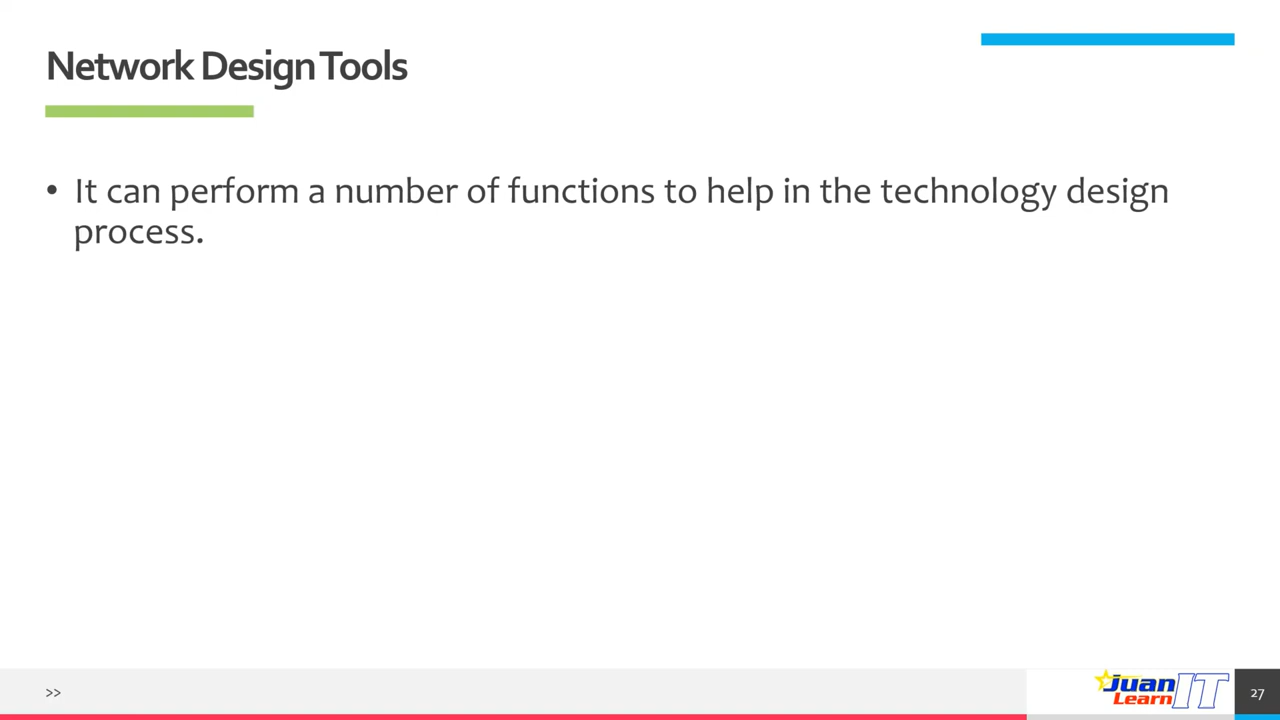 Network Design Tools
• It can perform a number of functions to help in the technology design
process.
>>
Juan
Learn
IT
27